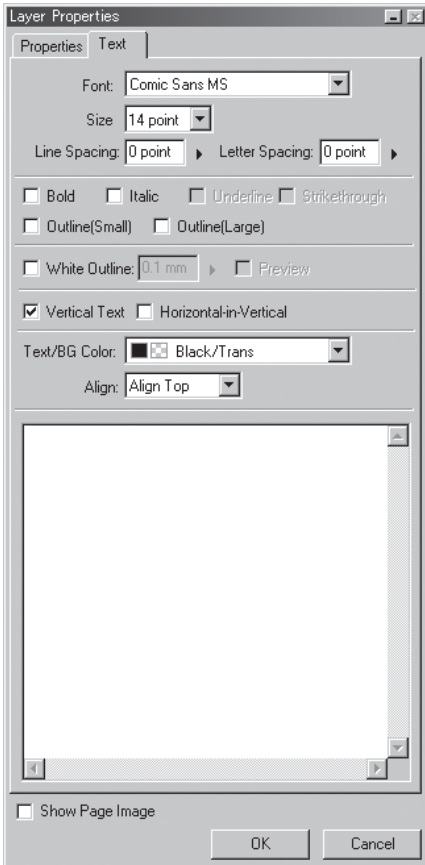 Layer Properties
Properties Text
Font: Comic Sans MS
Size 14 point
Line Spacing: 0 point Letter Spacing: 0 point
Bold Italic Underline Strikethrough
Outline(Small) Outline(Large)
White Outline: 0.1 mm Preview
Vertical Text Horizontal-in-Vertical
Text/BG Color: Black/Trans
Align: Align Top
Show Page Image
OK Cancel